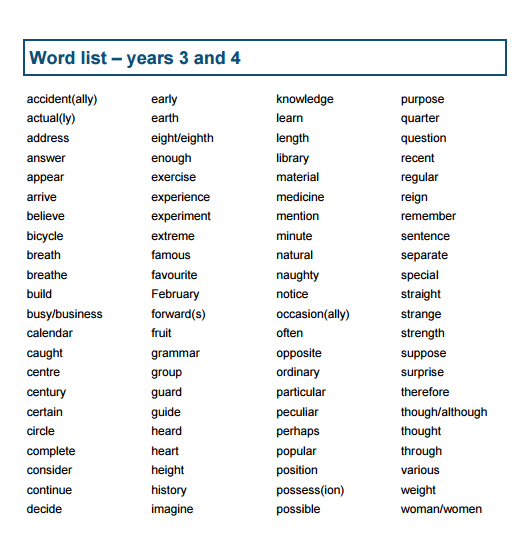 Word list – years 3 and 4
accident(ally) early knowledge purpose
actual(ly) earth learn quarter
address eight/eighth length question
answer enough library recent
appear exercise material regular
arrive experience medicine reign
believe experiment mention remember
bicycle extreme minute sentence
breath famous natural separate
breathe favourite naughty special
build February notice straight
busy/business forward(s) occasion(ally) strange
calendar fruit often strength
caught grammar opposite suppose
centre group ordinary surprise
century guard particular therefore
certain guide peculiar though/although
circle heard perhaps thought
complete heart popular through
consider height position various
continue history possess(ion) weight
decide imagine possible woman/women